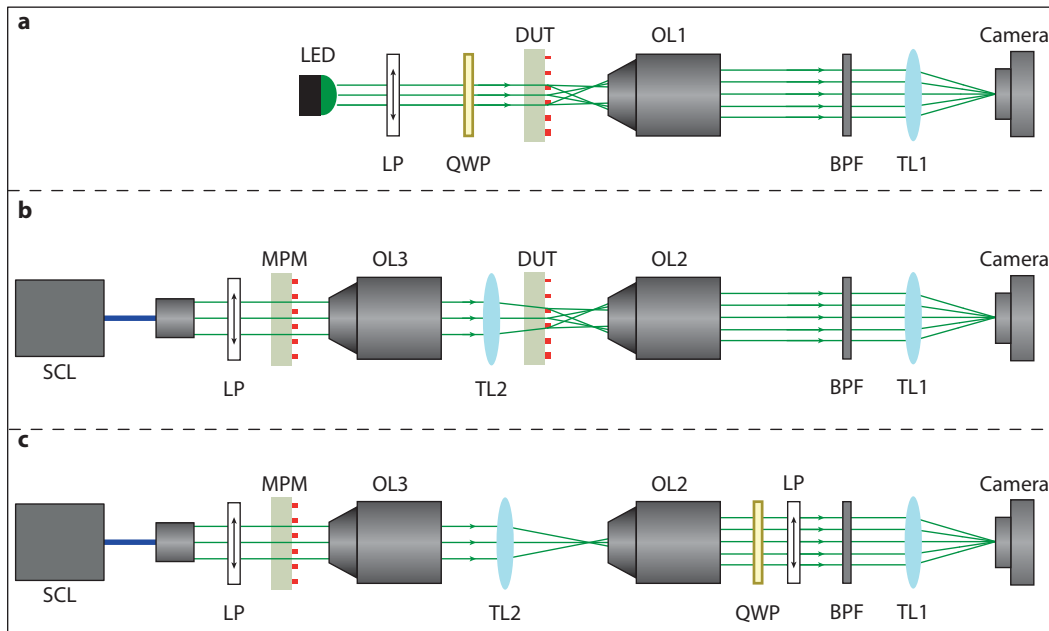 a
LED
DUT
OL1
Camera
LP
QWP
BPF
TL1
b
MPM
OL3
DUT
OL2
Camera
SCL
LP
TL2
BPF
TL1
c
MPM
OL3
OL2
LP
Camera
SCL
LP
TL2
QWP
BPF
TL1